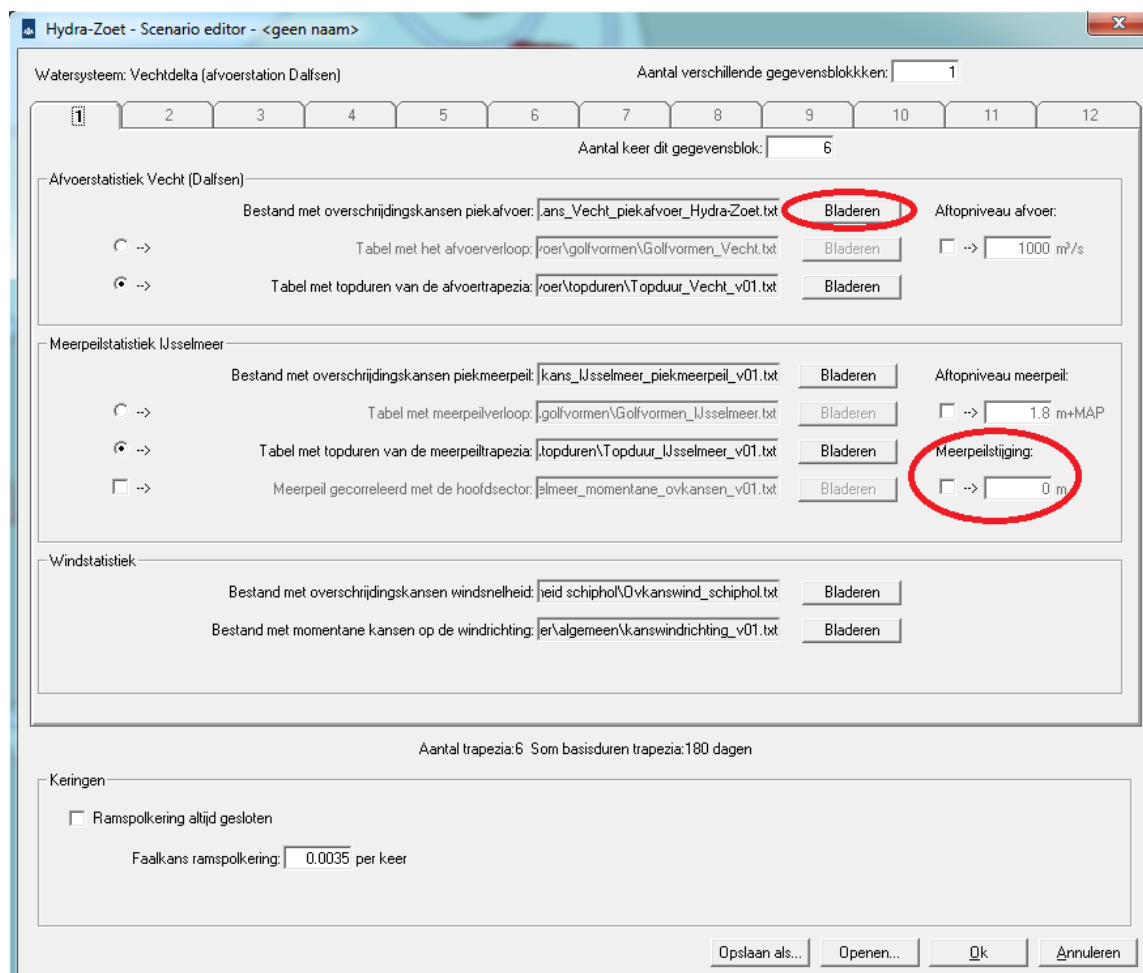 Hydra-Zoet - Scenario editor - <geen naam>
Watersysteem: Vechtdelta (afvoerstation Dalfsen)
Aantal verschillende gegevensblokkken: 1
1 2 3 4 5 6 7 8 9 10 11 12
Aantal keer dit gegevensblok: 6
Afvoerstatistiek Vecht (Dalfsen)
Bestand met overschrijdingskansen piekafvoer: .ans_Vecht_piekafvoer_Hydra-Zoet.txt Bladeren Aftopniveau afvoer:
--> Tabel met het afvoerverloop: voer\golfvormen\Golfvormen_Vecht.txt Bladeren --> 1000 m³/s
--> Tabel met topduren van de afvoertrapezia: voer\topduren\Topduur_Vecht_v01.txt Bladeren
Meerpeilstatistiek IJsselmeer
Bestand met overschrijdingskansen piekmeerpeil: kans_IJsselmeer_piekmeerpeil_v01.txt Bladeren Aftopniveau meerpeil:
--> Tabel met meerpeilverloop: .golfvormen\Golfvormen_IJsselmeer.txt Bladeren --> 1.8 m+MAP
--> Tabel met topduren van de meerpeiltrapezia: .topduren\Topduur_IJsselmeer_v01.txt Bladeren Meerpeilstijging:
--> Meerpeil gecorreleerd met de hoofdsector: elmeer_momentane_ovkansen_v01.txt Bladeren --> 0 m
Windstatistiek
Bestand met overschrijdingskansen windsnelheid: heid schiphol\Ovkanswind_schiphol.txt Bladeren
Bestand met momentane kansen op de windrichting: er\algemeen\kanswindrichting_v01.txt Bladeren
Aantal trapezia:6 Som basisduren trapezia:180 dagen
Keringen
Ramspolkering altijd gesloten
Faalkans ramspolkering: 0.0035 per keer
Opslaan als... Openen... Ok Annuleren